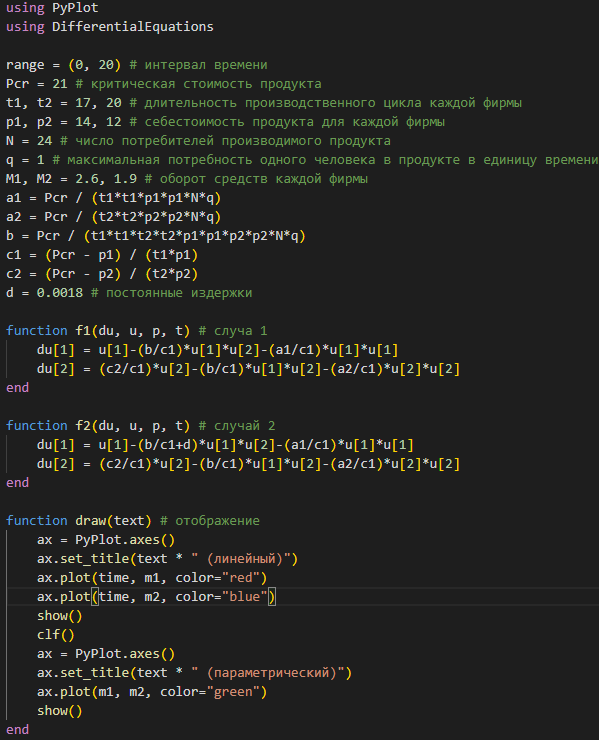 using PyPlot
using DifferentialEquations
range = (0, 20) # интервал времени
Pcr = 21 # критическая стоимость продукта
t1, t2 = 17, 20 # длительность производственного цикла каждой фирмы
p1, p2 = 14, 12 # себестоимость продукта для каждой фирмы
N = 24 # число потребителей производимого продукта
q = 1 # максимальная потребность одного человека в продукте в единицу времени
M1, M2 = 2.6, 1.9 # оборот средств каждой фирмы
a1 = Pcr / (t1*t1*p1*p1*N*q)
a2 = Pcr / (t2*t2*p2*p2*N*q)
b = Pcr / (t1*t1*t2*t2*p1*p1*p2*p2*N*q)
c1 = (Pcr - p1) / (t1*p1)
c2 = (Pcr - p2) / (t2*p2)
d = 0.0018 # постоянные издержки
function f1(du, u, p, t) # случа 1
    du[1] = u[1]-(b/c1)*u[1]*u[2]-(a1/c1)*u[1]*u[1]
    du[2] = (c2/c1)*u[2]-(b/c1)*u[1]*u[2]-(a2/c1)*u[2]*u[2]
end
function f2(du, u, p, t) # случай 2
    du[1] = u[1]-(b/c1+d)*u[1]*u[2]-(a1/c1)*u[1]*u[1]
    du[2] = (c2/c1)*u[2]-(b/c1)*u[1]*u[2]-(a2/c1)*u[2]*u[2]
end
function draw(text) # отображение
    ax = PyPlot.axes()
    ax.set_title(text * " (линейный)")
    ax.plot(time, m1, color="red")
    ax.plot(time, m2, color="blue")
    show()
    clf()
    ax = PyPlot.axes()
    ax.set_title(text * " (параметрический)")
    ax.plot(m1, m2, color="green")
    show()
end